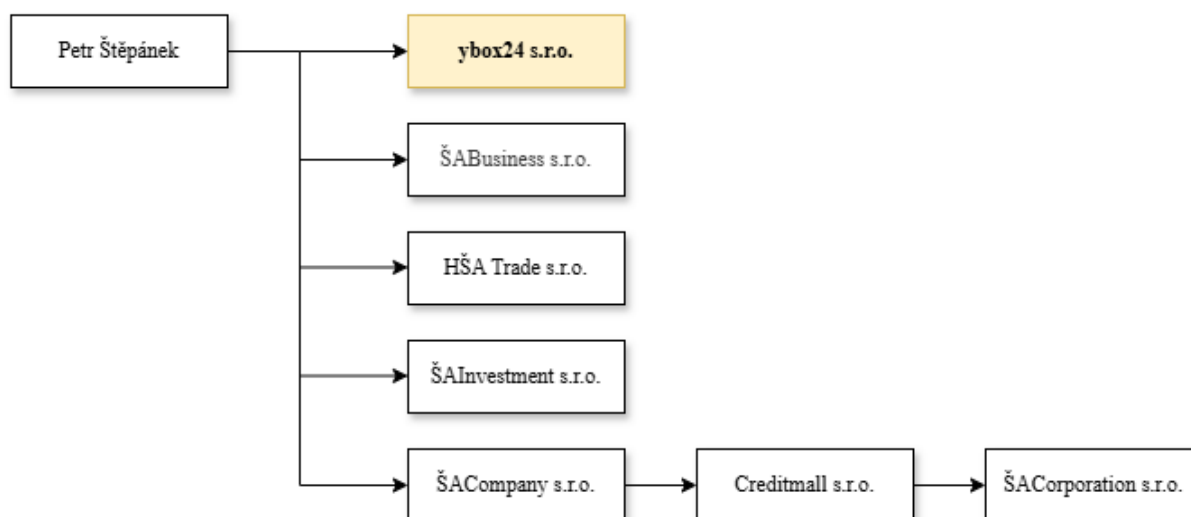 Petr Štěpánek
ybox24 s.r.o.
ŠABusiness s.r.o.
HŠA Trade s.r.o.
ŠAInvestment s.r.o.
ŠACompany s.r.o.
Creditmall s.r.o.
ŠACorporation s.r.o.